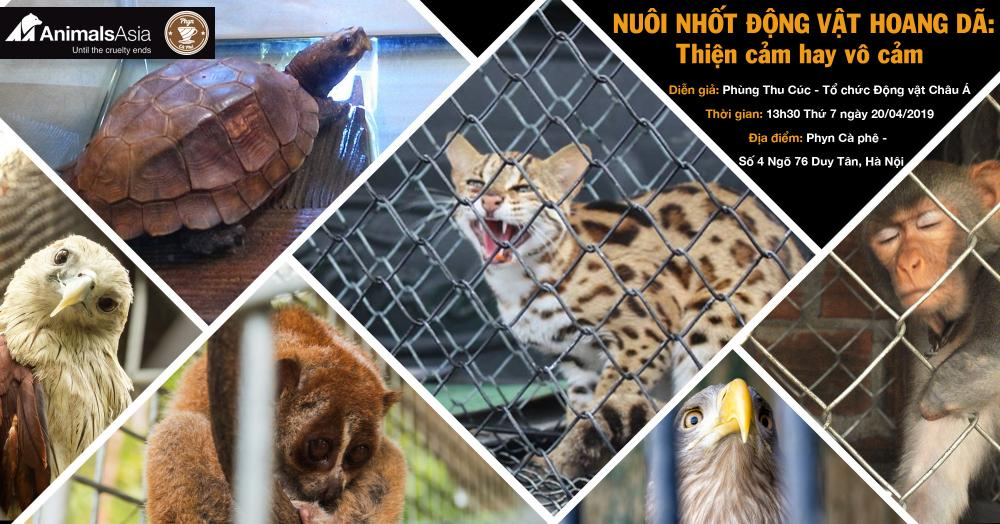 AnimalsAsia
Until the cruelty ends
Phyn
Cà Phê
NUÔI NHỐT ĐỘNG VẬT HOANG DÃ:
Thiện cảm hay vô cảm
Diễn giả: Phùng Thu Cúc - Tổ chức Động vật Châu Á
Thời gian: 13h30 Thứ 7 ngày 20/04/2019
Địa điểm: Phyn Cà phê -
Số 4 Ngõ 76 Duy Tân, Hà Nội